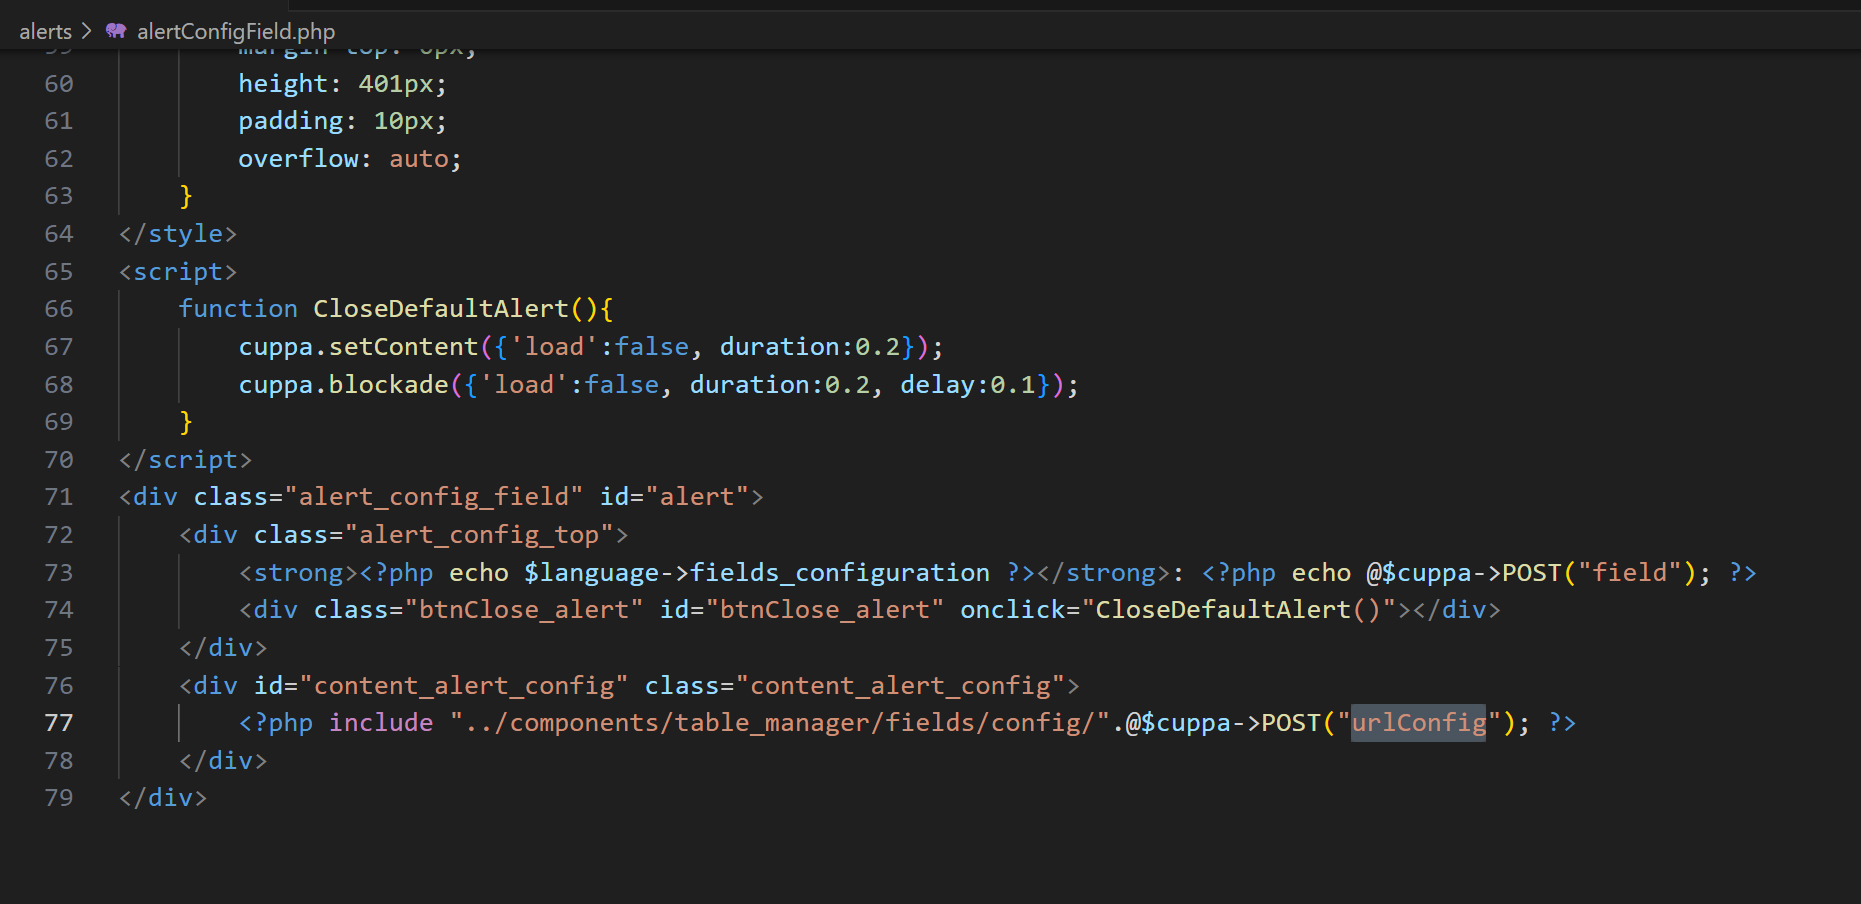 alerts > alertConfigField.php
60 height: 401px;
61 padding: 10px;
62 overflow: auto;
63 }
64 </style>
65 <script>
66 function CloseDefaultAlert(){
67 cuppa.setContent({'load':false, duration:0.2});
68 cuppa.blockade({'load':false, duration:0.2, delay:0.1});
69 }
70 </script>
71 <div class="alert_config_field" id="alert">
72 <div class="alert_config_top">
73 <strong><?php echo $language->fields_configuration ?></strong>: <?php echo @$cuppa->POST("field"); ?>
74 <div class="btnClose_alert" id="btnClose_alert" onclick="CloseDefaultAlert()"></div>
75 </div>
76 <div id="content_alert_config" class="content_alert_config">
77 <?php include "../components/table_manager/fields/config/".@$cuppa->POST("urlConfig"); ?>
78 </div>
79 </div>